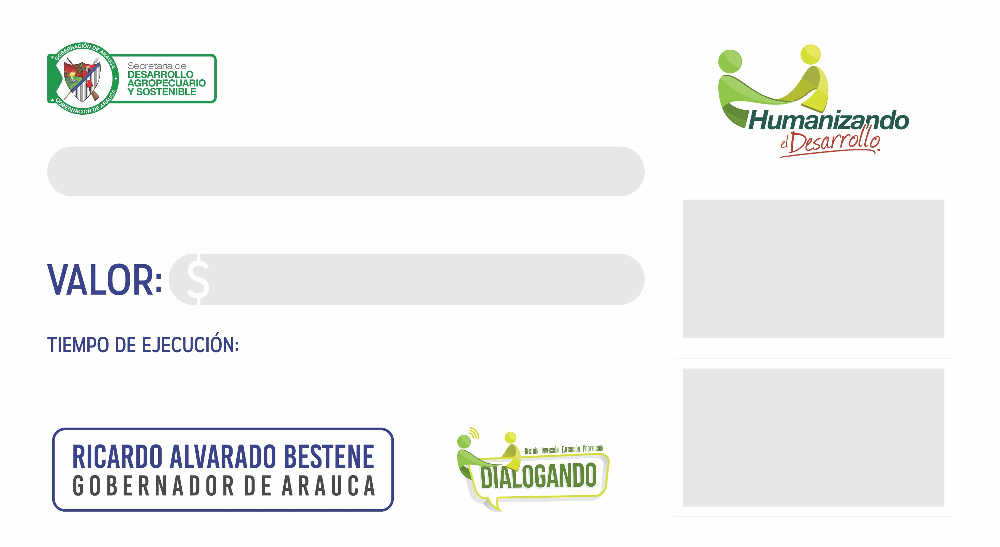 GOBERNACIÓN DE ARAUCA
Secretaría de
DESARROLLO
AGROPECUARIO
Y SOSTENIBLE
GOBERNACIÓN DE ARAUCA
Humanizando
el Desarrollo
VALOR: $
TIEMPO DE EJECUCIÓN:
RICARDO ALVARADO BESTENE
GOBERNADOR DE ARAUCA
· GESTIÓN· INVERSIÓN· EJECUCIÓN· PROYECCIÓN·
DIALOGANDO